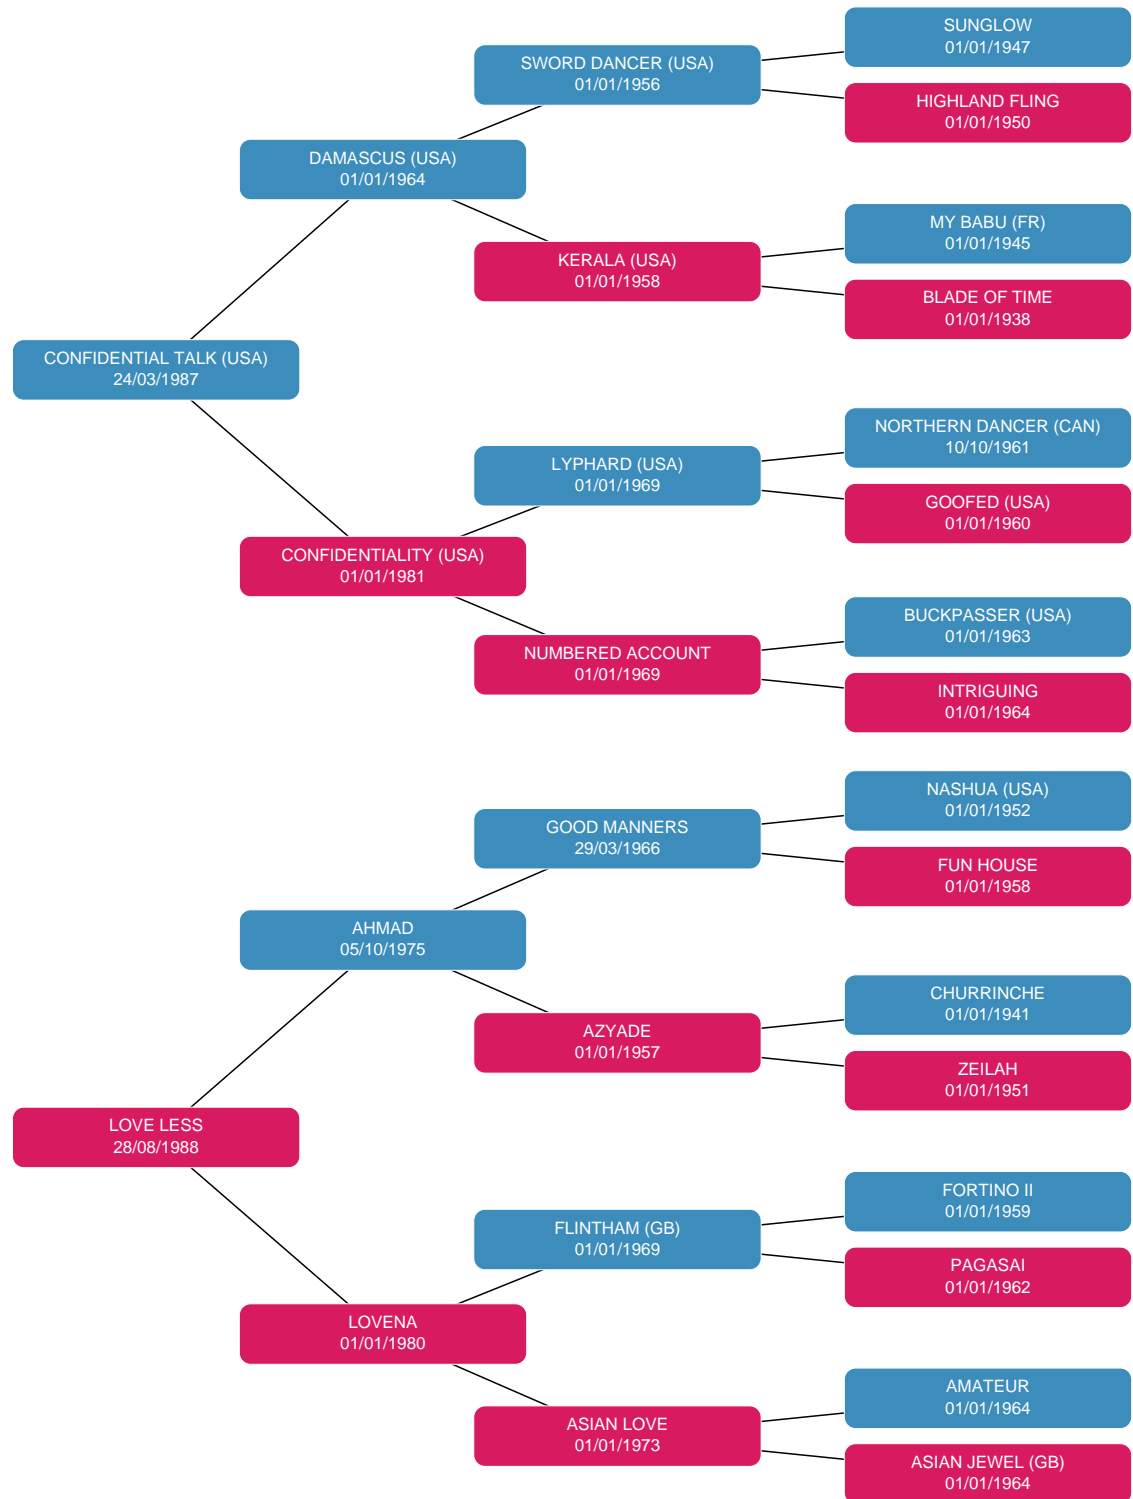 SUNGLOW
01/01/1947
SWORD DANCER (USA)
01/01/1956
HIGHLAND FLING
01/01/1950
DAMASCUS (USA)
01/01/1964
MY BABU (FR)
01/01/1945
KERALA (USA)
01/01/1958
BLADE OF TIME
01/01/1938
CONFIDENTIAL TALK (USA)
24/03/1987
NORTHERN DANCER (CAN)
10/10/1961
LYPHARD (USA)
01/01/1969
GOOFED (USA)
01/01/1960
CONFIDENTIALITY (USA)
01/01/1981
BUCKPASSER (USA)
01/01/1963
NUMBERED ACCOUNT
01/01/1969
INTRIGUING
01/01/1964
NASHUA (USA)
01/01/1952
GOOD MANNERS
29/03/1966
FUN HOUSE
01/01/1958
AHMAD
05/10/1975
CHURRINCHE
01/01/1941
AZYADE
01/01/1957
ZEILAH
01/01/1951
LOVE LESS
28/08/1988
FORTINO II
01/01/1959
FLINTHAM (GB)
01/01/1969
PAGASAI
01/01/1962
LOVENA
01/01/1980
AMATEUR
01/01/1964
ASIAN LOVE
01/01/1973
ASIAN JEWEL (GB)
01/01/1964